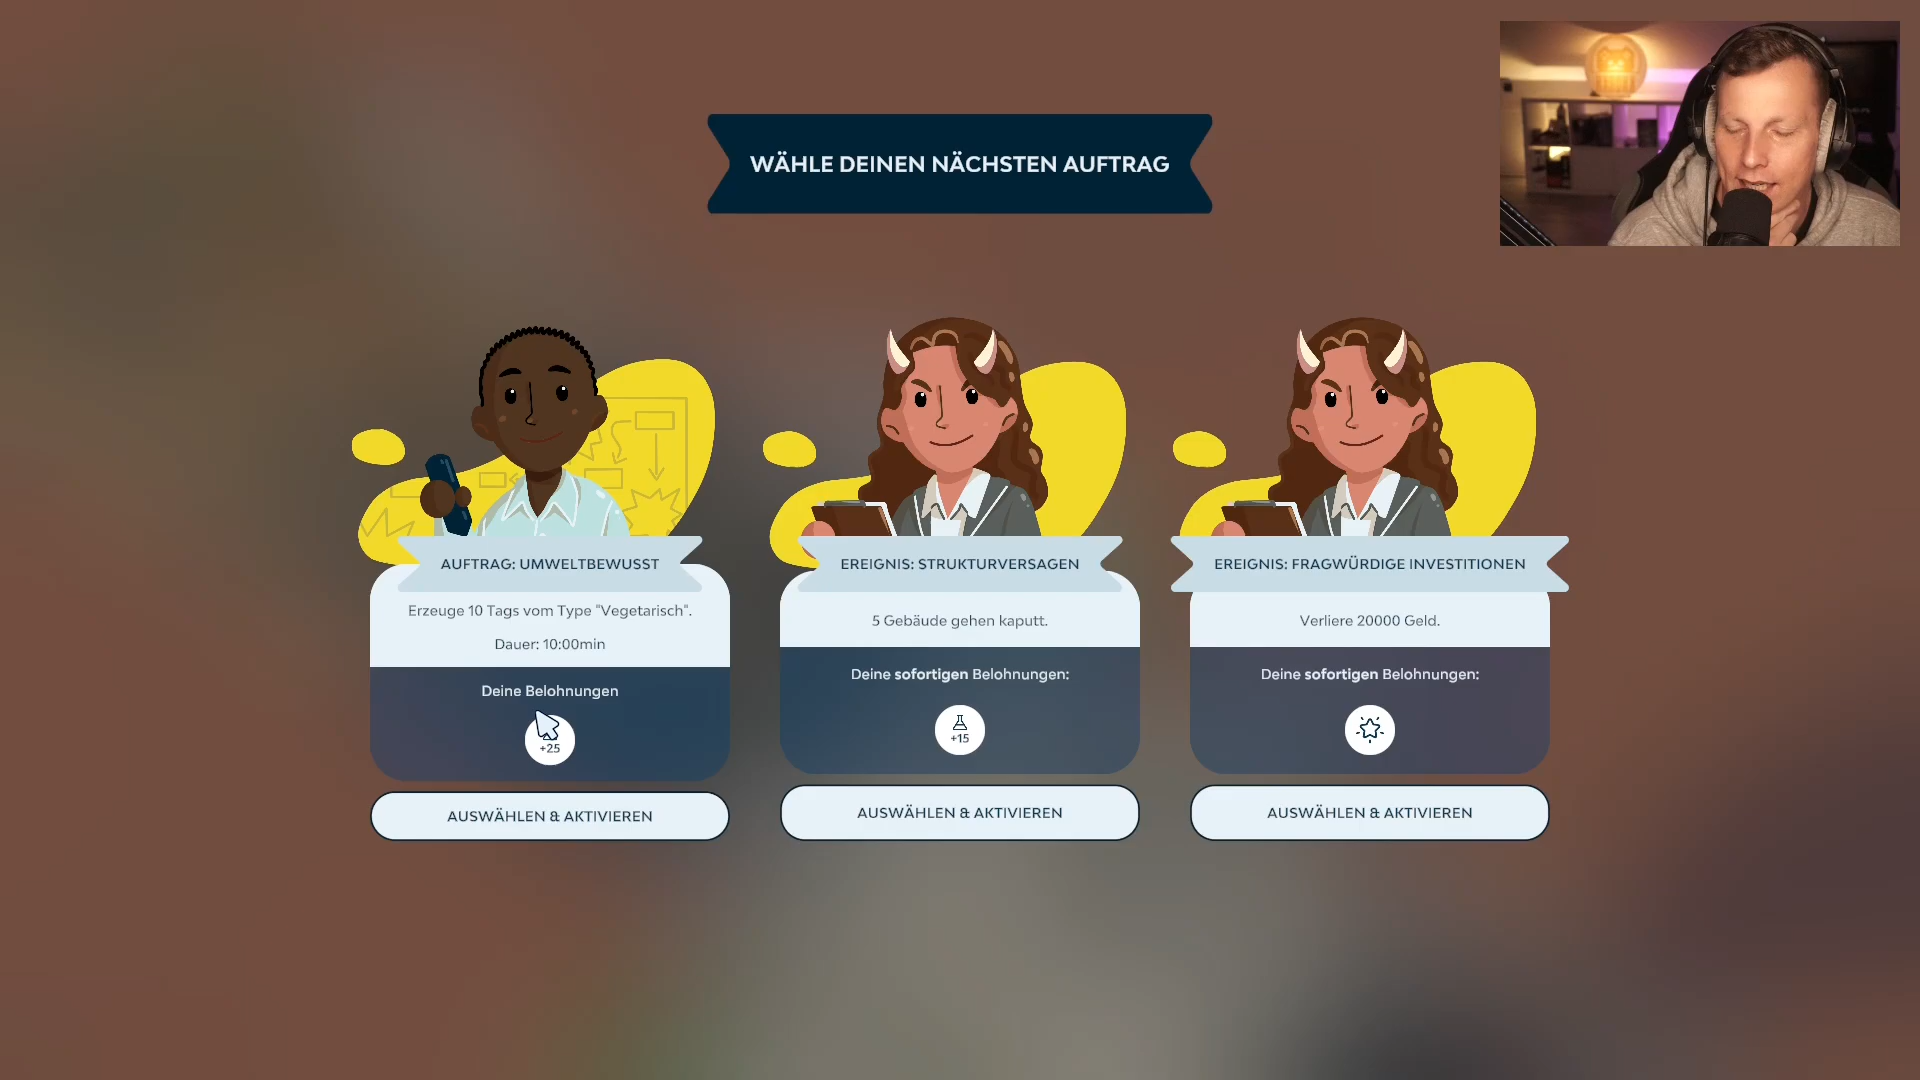 WÄHLE DEINEN NÄCHSTEN AUFTRAG
AUFTRAG: UMWELTBEWUSST
Erzeuge 10 Tags vom Type "Vegetarisch".
Dauer: 10:00min
Deine Belohnungen
+25
AUSWÄHLEN & AKTIVIEREN
EREIGNIS: STRUKTURVERSAGEN
5 Gebäude gehen kaputt.
Deine sofortigen Belohnungen:
+15
AUSWÄHLEN & AKTIVIEREN
EREIGNIS: FRAGWÜRDIGE INVESTITIONEN
Verliere 20000 Geld.
Deine sofortigen Belohnungen:
AUSWÄHLEN & AKTIVIEREN